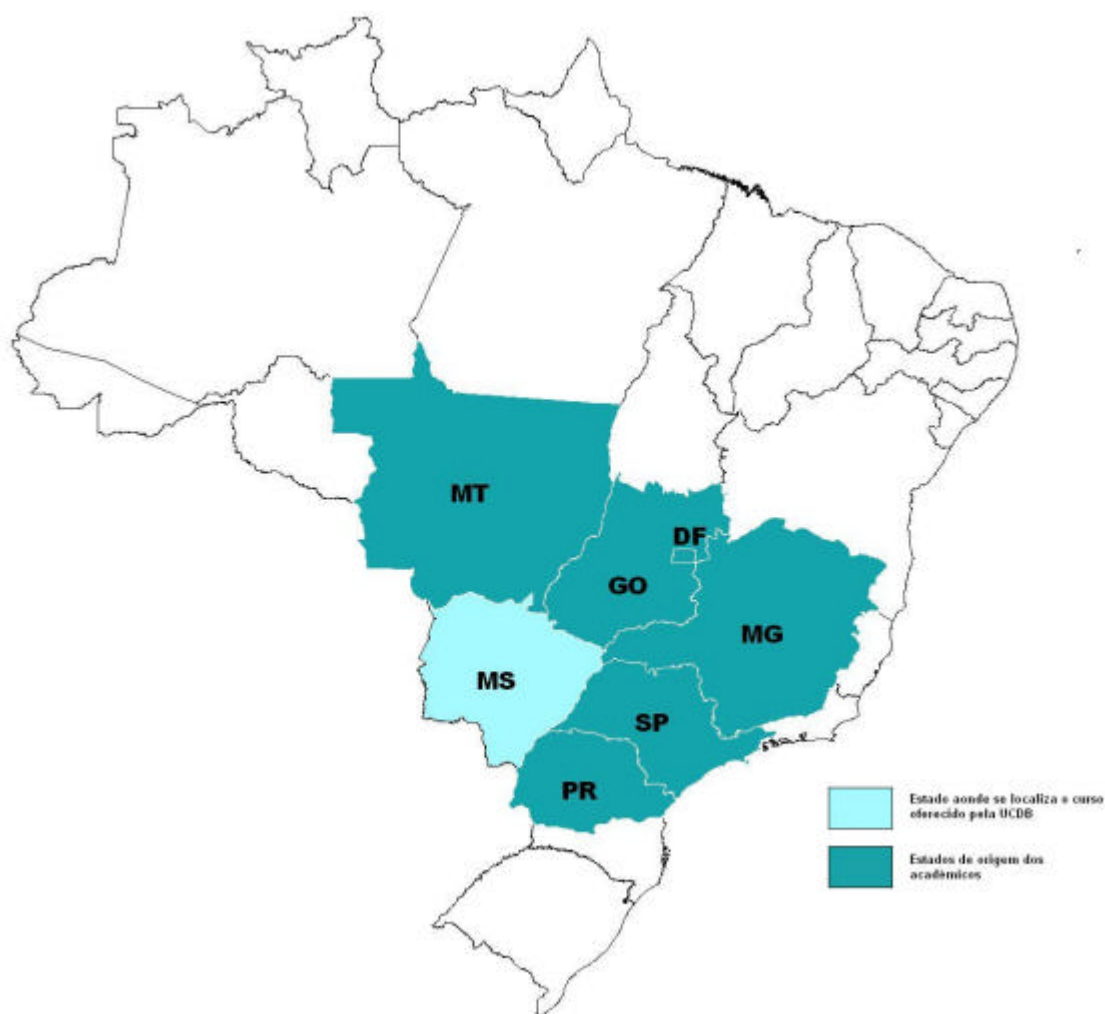 MT
DF
GO
MG
MS
SP
PR
Estado aonde se localiza o curso
oferecido pela UCDB
Estados de origem dos
acadêmicos